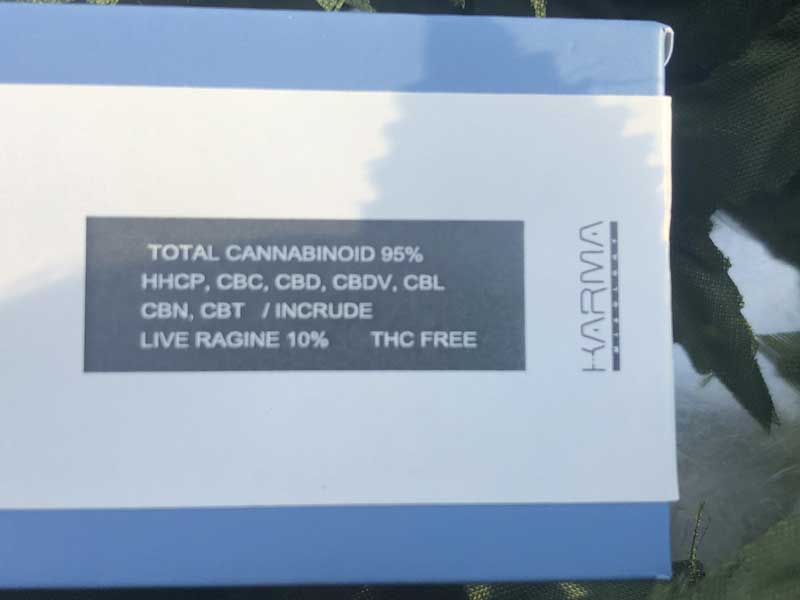 TOTAL CANNABINOID 95%
HHCP, CBC, CBD, CBDV, CBL
CBN, CBT / INCRUDE
LIVE RAGINE 10% THC FREE
KARMA